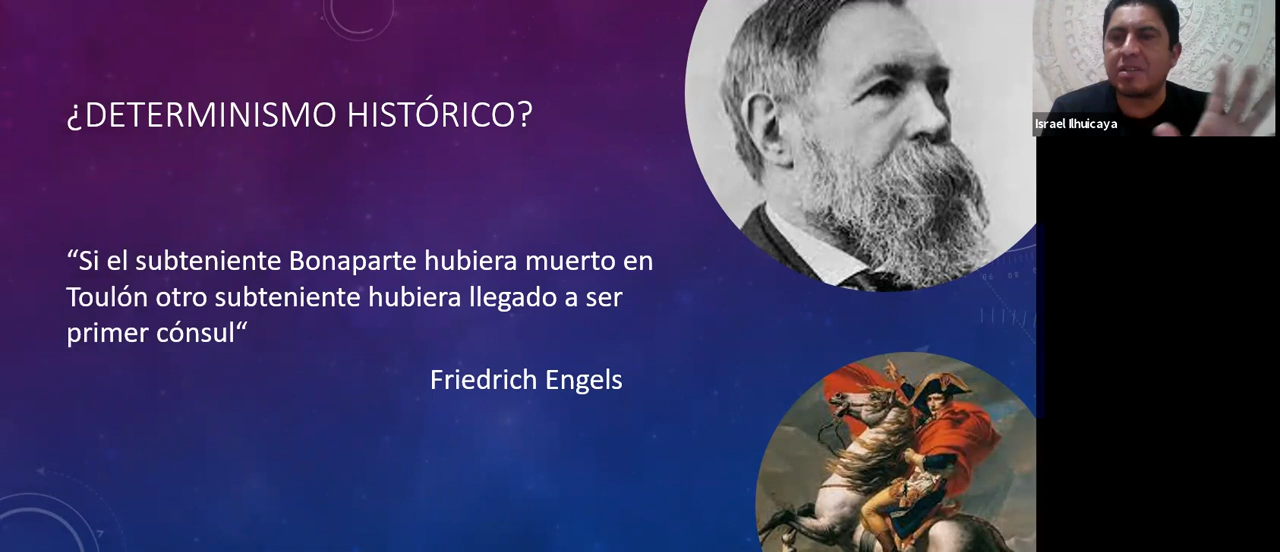 ¿DETERMINISMO HISTÓRICO?
“Si el subteniente Bonaparte hubiera muerto en
Toulón otro subteniente hubiera llegado a ser
primer cónsul“
Friedrich Engels
Israel Ilhuicaya